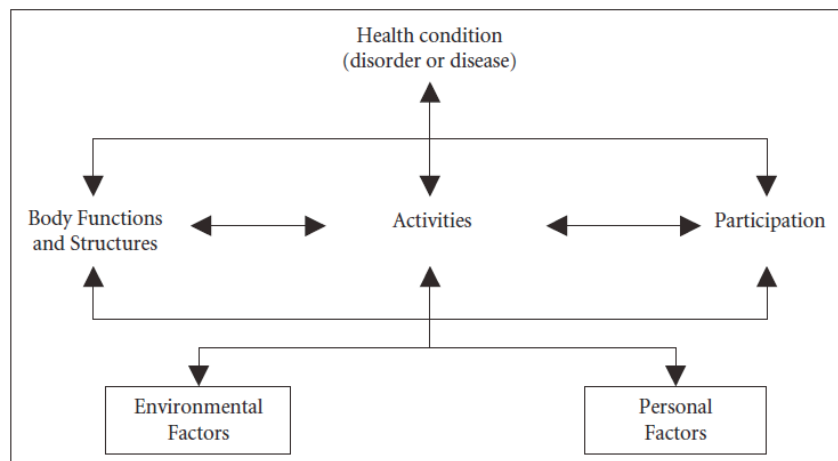 Health condition
(disorder or disease)
Body Functions
and Structures
Activities
Participation
Environmental
Factors
Personal
Factors